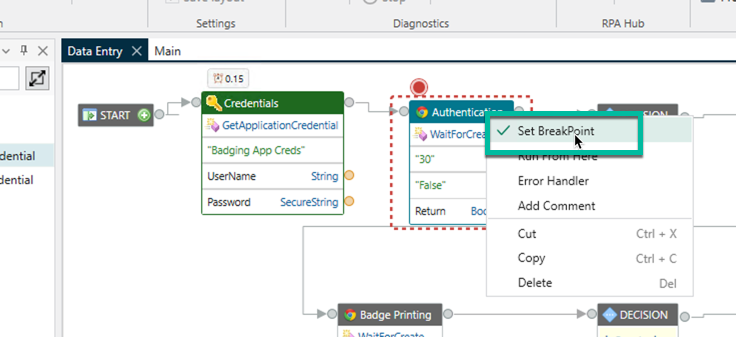 Settings
Diagnostics
RPA Hub
Data Entry
Main
0.15
START
Credentials
GetApplicationCredential
"Badging App Creds"
UserName String
Password SecureString
WaitForCrea
"30"
"False"
Return
DECISION
Set BreakPoint
Run From Here
Error Handler
Add Comment
Cut Ctrl + X
Copy Ctrl + C
Delete Del
dential
dential
Badge Printing
WaitForCreate
DECISION